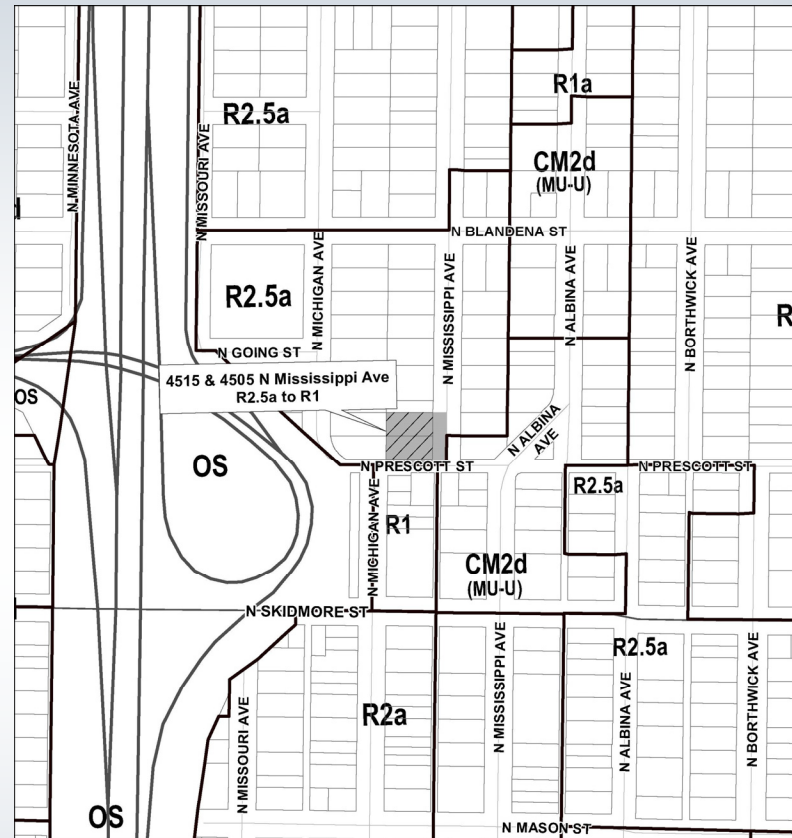 R1a
R2.5a
N MINNESOTA AVE
N MISSOURI AVE
CM2d
(MU-U)
N BLANDENA ST
R2.5a
N MICHIGAN AVE
N MISSISSIPPI AVE
N ALBINA AVE
N BORTHWICK AVE
R
N GOING ST
4515 & 4505 N Mississippi Ave
R2.5a to R1
OS
N ALBINA
AVE
OS
N PRESCOTT ST
N PRESCOTT ST
R2.5a
N MICHIGAN AVE
R1
CM2d
(MU-U)
N SKIDMORE ST
R2.5a
N MISSOURI AVE
R2a
N MISSISSIPPI AVE
N ALBINA AVE
N BORTHWICK AVE
OS
N MASON ST